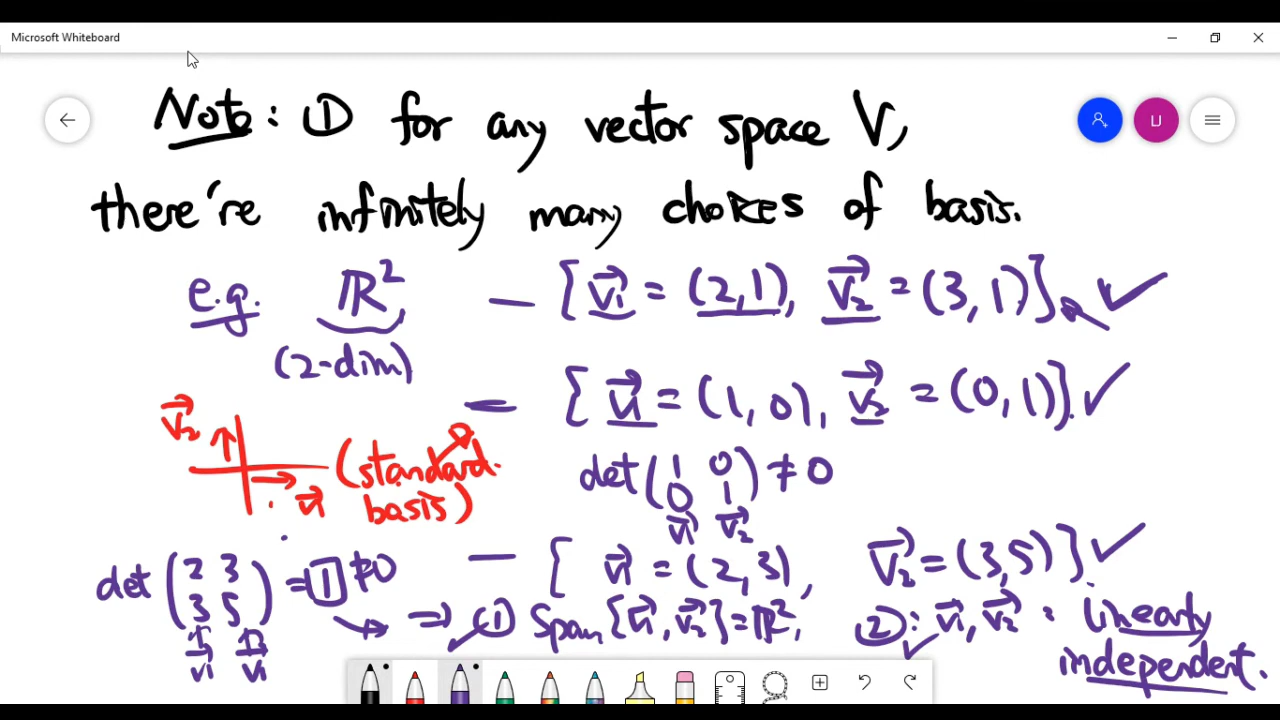 Microsoft Whiteboard
Note: ① for any vector space V,
there're infinitely many choices of basis.
e.g. ℝ² — [v⃗1 = (2,1), v⃗2 = (3,1)] ✓
(2-dim)
— [v⃗1 = (1,0), v⃗2 = (0,1)]. ✓
v⃗2 v⃗1 (standard basis)
det(1 0
0 1) ≠ 0
v⃗1 v⃗2
— [v⃗1 = (2,3), v⃗2 = (3,5)] ✓
det(2 3
3 5) = 1 ≠ 0
v⃗1 v⃗1
⇒ ① Span[v⃗1, v⃗2] = ℝ², ②: v⃗1, v⃗2: linearly
independent.
LJ